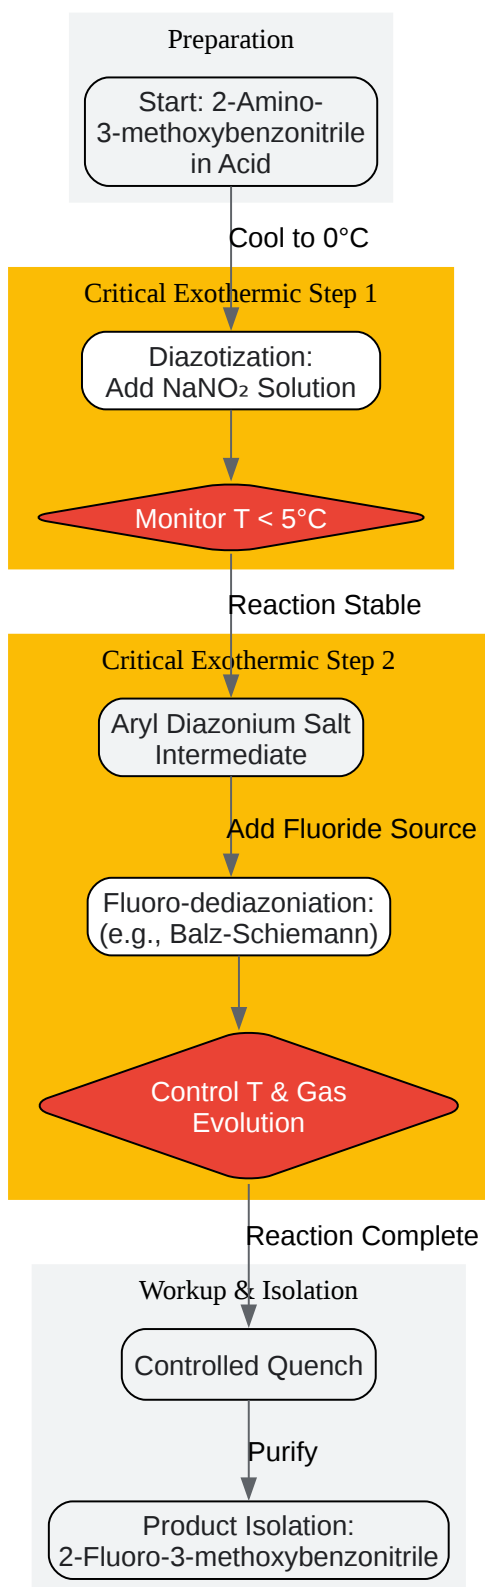 Preparation
Start: 2-Amino-
3-methoxybenzonitrile
in Acid
Cool to 0°C
Critical Exothermic Step 1
Diazotization:
Add NaNO₂ Solution
Monitor T < 5°C
Reaction Stable
Critical Exothermic Step 2
Aryl Diazonium Salt
Intermediate
Add Fluoride Source
Fluoro-dediazoniation:
(e.g., Balz-Schiemann)
Control T & Gas
Evolution
Reaction Complete
Workup & Isolation
Controlled Quench
Purify
Product Isolation:
2-Fluoro-3-methoxybenzonitrile